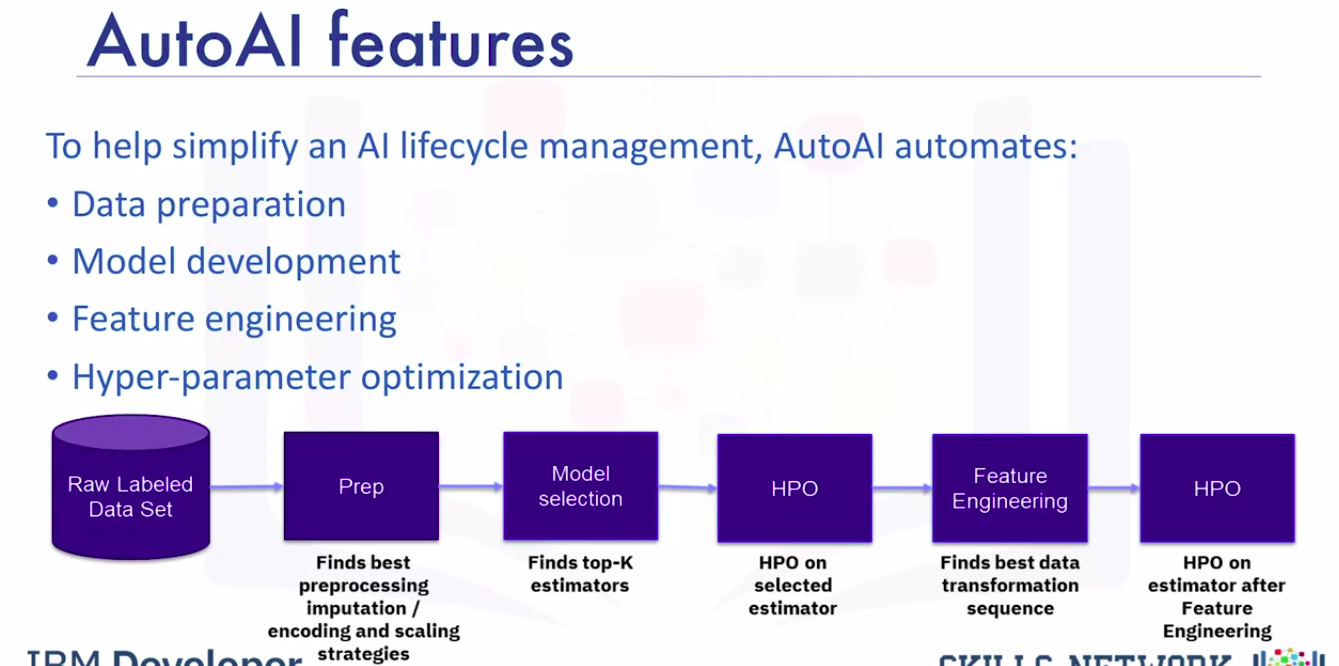 AutoAI features
To help simplify an AI lifecycle management, AutoAI automates:
• Data preparation
• Model development
• Feature engineering
• Hyper-parameter optimization
Raw Labeled
Data Set
Prep
Finds best
preprocessing
imputation /
encoding and scaling
strategies
Model
selection
Finds top-K
estimators
HPO
HPO on
selected
estimator
Feature
Engineering
Finds best data
transformation
sequence
HPO
HPO on
estimator after
Feature
Engineering
IBM Developer
SKILLS NETWORK